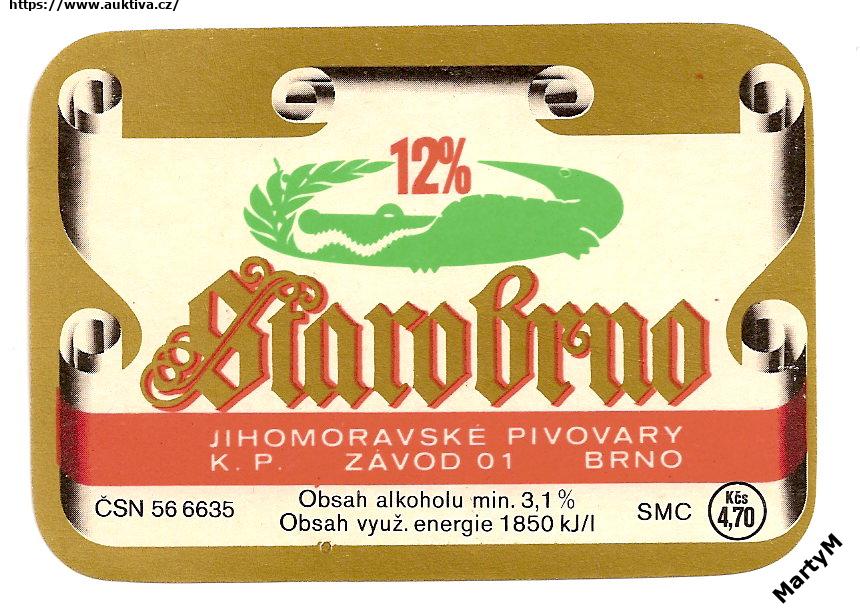 https://www.auktiva.cz/
12%
Starobrno
JIHOMORAVSKÉ PIVOVARY
K. P. ZÁVOD 01 BRNO
ČSN 56 6635
Obsah alkoholu min. 3,1 %
Obsah využ. energie 1850 kJ/l
SMC
Kčs
4,70
MartyM